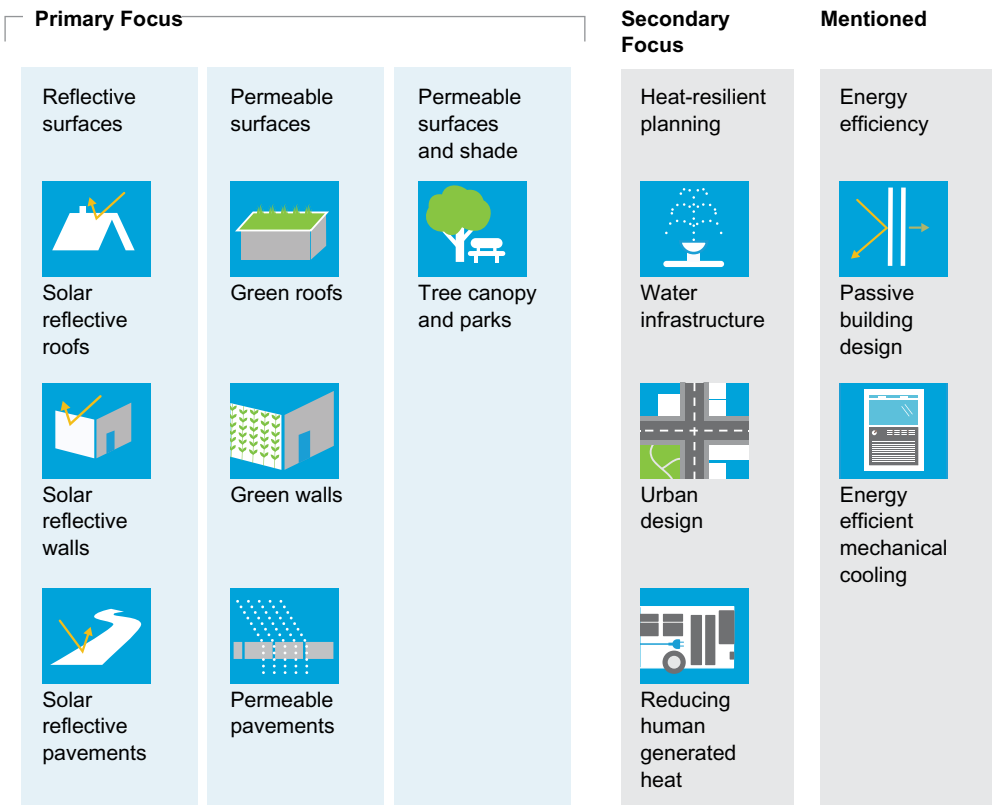 Primary Focus
Reflective
surfaces
Solar
reflective
roofs
Solar
reflective
walls
Solar
reflective
pavements
Permeable
surfaces
Green roofs
Green walls
Permeable
pavements
Permeable
surfaces
and shade
Tree canopy
and parks
Secondary
Focus
Heat-resilient
planning
Water
infrastructure
Urban
design
Reducing
human
generated
heat
Mentioned
Energy
efficiency
Passive
building
design
Energy
efficient
mechanical
cooling